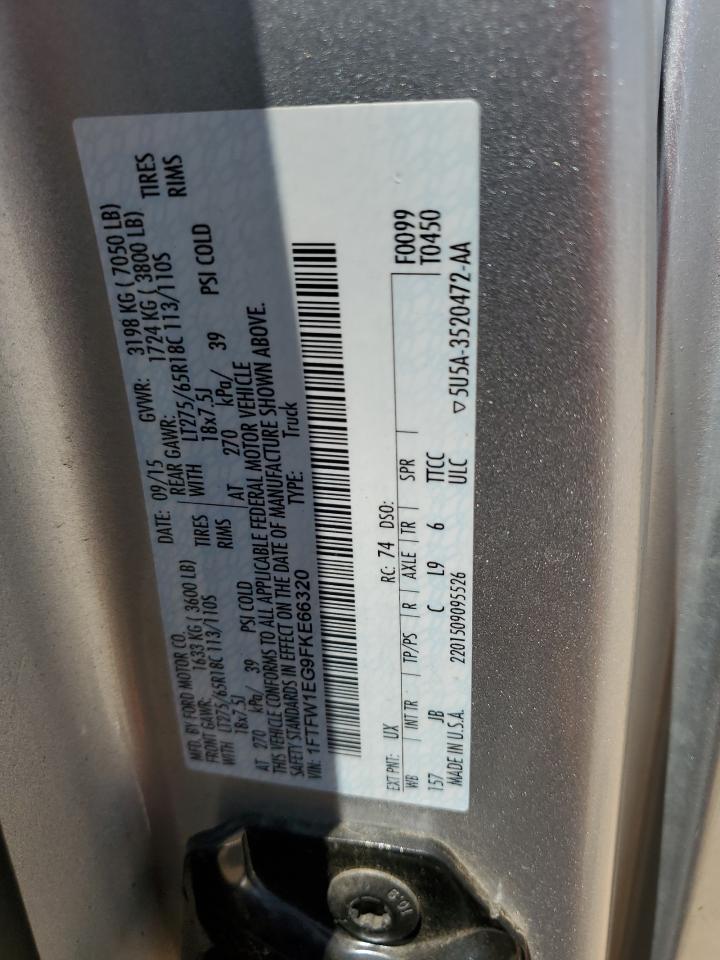 MFD. BY FORD MOTOR CO.
DATE: 09/15 GVWR: 3198 KG ( 7050 LB)
FRONT GAWR: 1633 KG ( 3600 LB) REAR GAWR: 1724 KG ( 3800 LB)
WITH LT275/65R18C 113/110S TIRES WITH LT275/65R18C 113/110S TIRES
18x7.5J RIMS 18x7.5J RIMS
AT 270 kPa/ 39 PSI COLD AT 270 kPa/ 39 PSI COLD
THIS VEHICLE CONFORMS TO ALL APPLICABLE FEDERAL MOTOR VEHICLE
SAFETY STANDARDS IN EFFECT ON THE DATE OF MANUFACTURE SHOWN ABOVE.
VIN: 1FTFW1EG9FKE66320 TYPE: Truck
EXT PNT: UX RC: 74 DSO: F0099
WB INT TR TP/PS R AXLE TR SPR T0450
157 JB C L9 6 TTCC
MADE IN U.S.A. 2201509095526 ULC ▽5U5A-3520472-AA
10.9